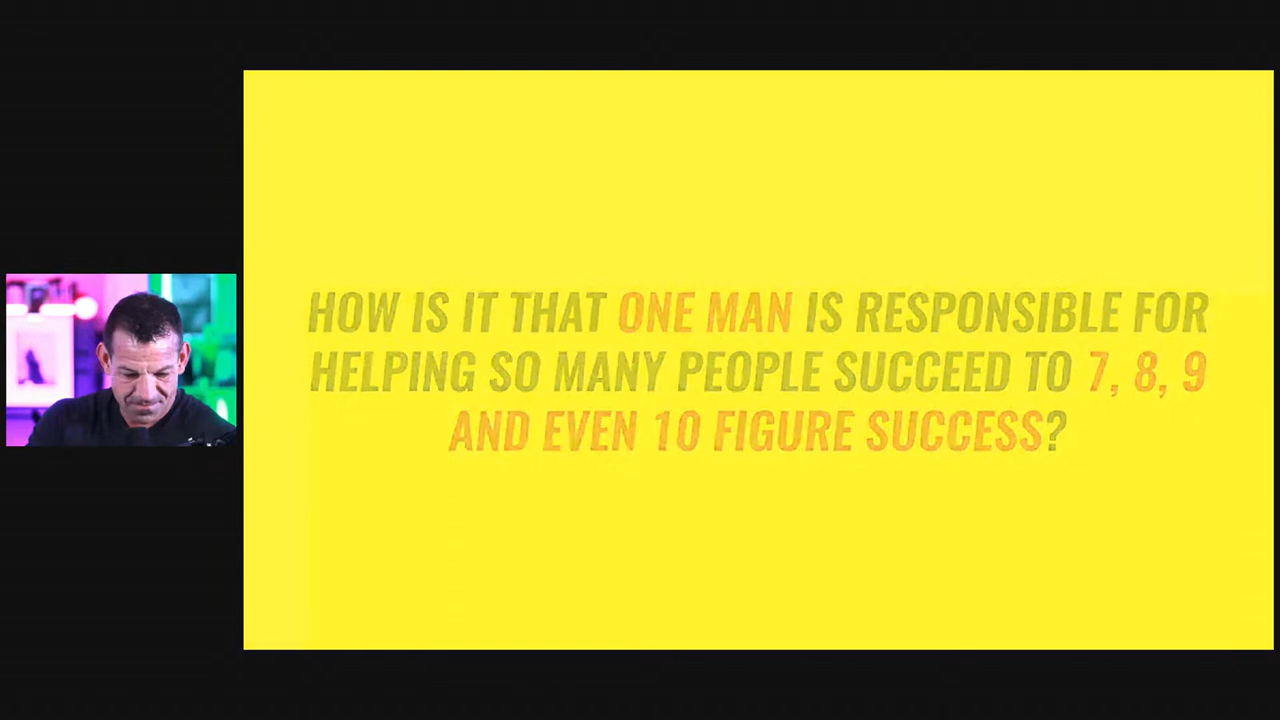 HOW IS IT THAT ONE MAN IS RESPONSIBLE FOR
HELPING SO MANY PEOPLE SUCCEED TO 7, 8, 9
AND EVEN 10 FIGURE SUCCESS?